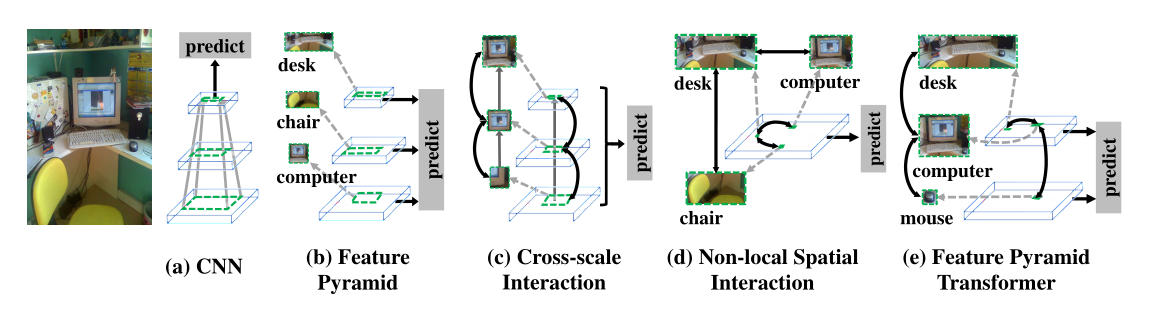 predict
(a) CNN
desk
chair
computer
predict
(b) Feature
Pyramid
predict
(c) Cross-scale
Interaction
desk
computer
chair
predict
(d) Non-local Spatial
Interaction
desk
computer
mouse
predict
(e) Feature Pyramid
Transformer